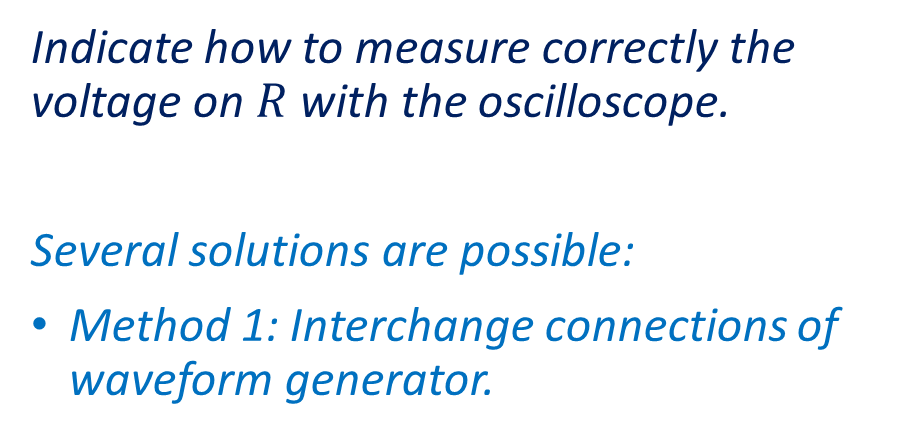 Indicate how to measure correctly the
voltage on R with the oscilloscope.
Several solutions are possible:
• Method 1: Interchange connections of
waveform generator.